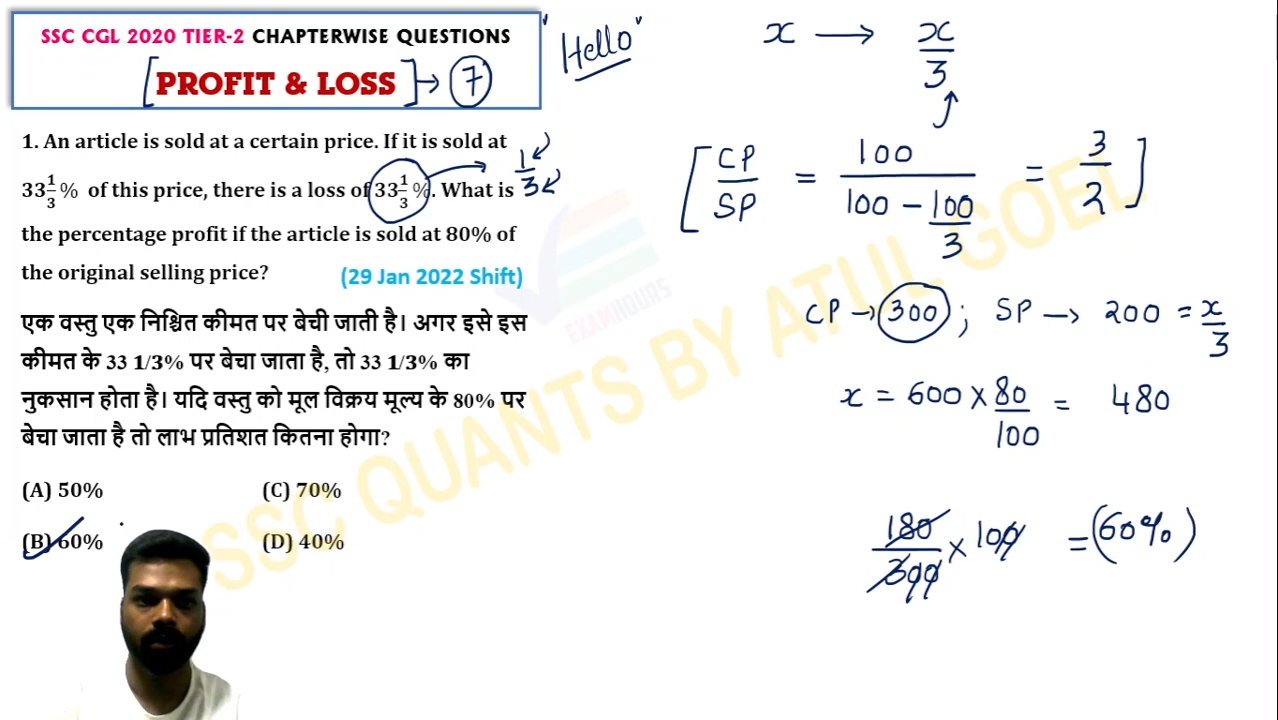 SSC CGL 2020 TIER-2 CHAPTERWISE QUESTIONS
[PROFIT & LOSS] → 7
"Hello"
x → x/3
1. An article is sold at a certain price. If it is sold at
33 1/3 % of this price, there is a loss of 33 1/3 %. What is
1/3
the percentage profit if the article is sold at 80% of
the original selling price? (29 Jan 2022 Shift)
एक वस्तु एक निश्चित कीमत पर बेची जाती है। अगर इसे इस
कीमत के 33 1/3% पर बेचा जाता है, तो 33 1/3% का
नुकसान होता है। यदि वस्तु को मूल विक्रय मूल्य के 80% पर
बेचा जाता है तो लाभ प्रतिशत कितना होगा?
(A) 50% (C) 70%
(B) 60% (D) 40%
[CP/SP = 100/(100 - 100/3) = 3/2]
CP → 300 ; SP → 200 = x/3
x = 600 × 80/100 = 480
180/300 × 100 = (60%)
EXAMHOURS
SSC QUANTS BY ATUL GOEL